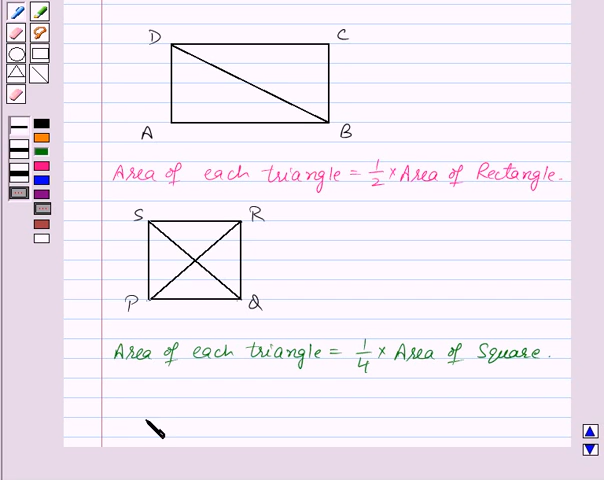 D C
A B
Area of each triangle = 1/2 × Area of Rectangle.
S R
P Q
Area of each triangle = 1/4 × Area of Square.